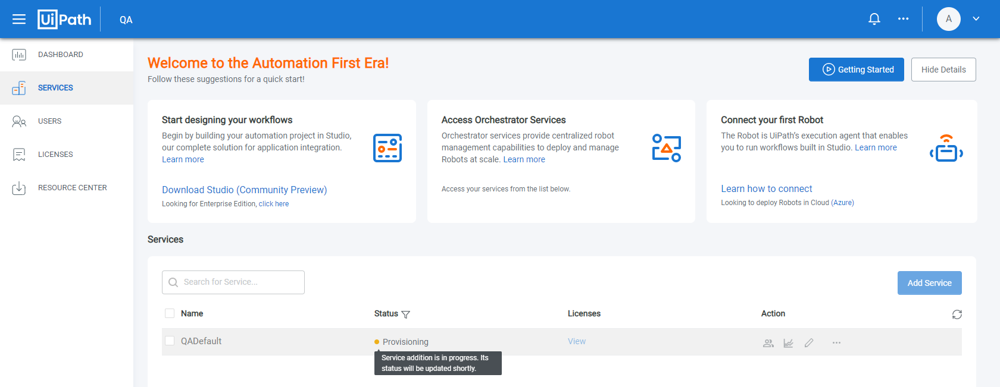 UiPath
QA
A
DASHBOARD
SERVICES
USERS
LICENSES
RESOURCE CENTER
Welcome to the Automation First Era!
Follow these suggestions for a quick start!
Getting Started
Hide Details
Start designing your workflows
Begin by building your automation project in Studio,
our complete solution for application integration.
Learn more
Download Studio (Community Preview)
Looking for Enterprise Edition, click here
Access Orchestrator Services
Orchestrator services provide centralized robot
management capabilities to deploy and manage
Robots at scale. Learn more
Access your services from the list below.
Connect your first Robot
The Robot is UiPath's execution agent that enables
you to run workflows built in Studio. Learn more
Learn how to connect
Looking to deploy Robots in Cloud (Azure)
Services
Search for Service...
Add Service
Name
Status
Licenses
Action
QADefault
Provisioning
View
Service addition is in progress. Its
status will be updated shortly.